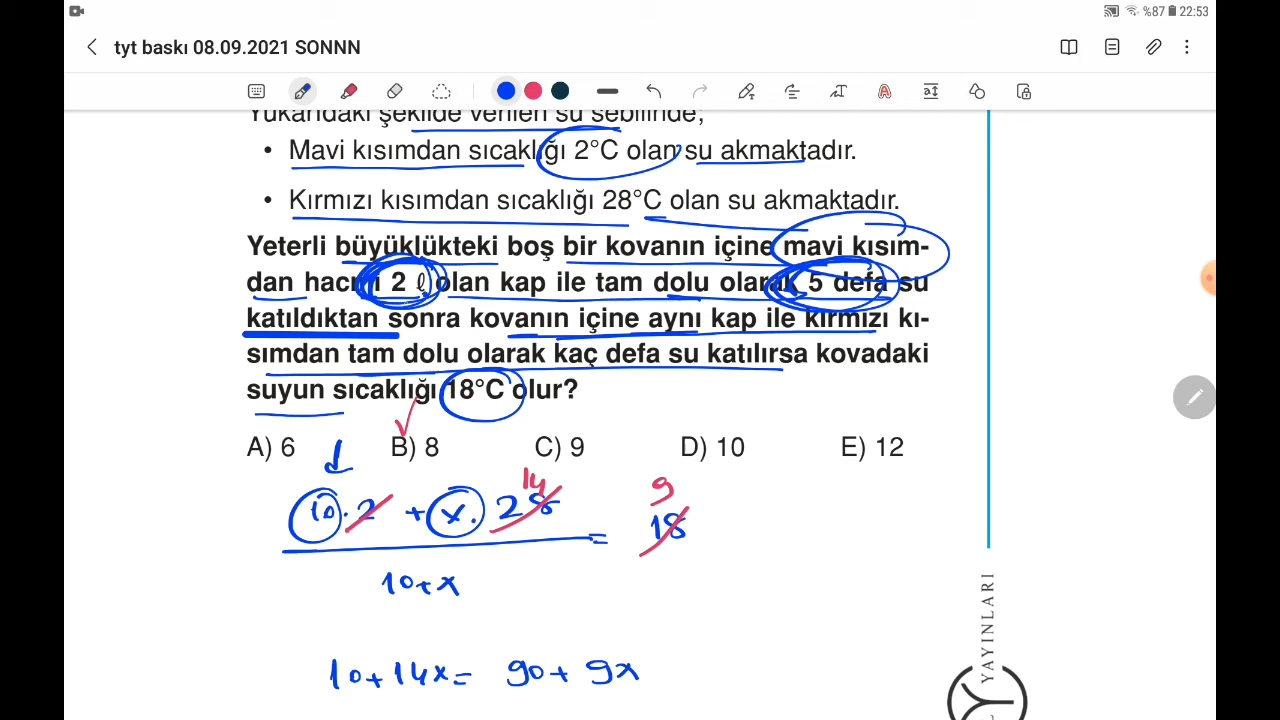 %87 22:53
tyt baskı 08.09.2021 SONNN
Yukarıdaki şekilde verilen su sebilinde;
• Mavi kısımdan sıcaklığı 2°C olan su akmaktadır.
• Kırmızı kısımdan sıcaklığı 28°C olan su akmaktadır.
Yeterli büyüklükteki boş bir kovanın içine mavi kısım-
dan hacmi 2 ℓ olan kap ile tam dolu olarak 5 defa su
katıldıktan sonra kovanın içine aynı kap ile kırmızı kı-
sımdan tam dolu olarak kaç defa su katılırsa kovadaki
suyun sıcaklığı 18°C olur?
A) 6 B) 8 C) 9 D) 10 E) 12
14 9
10.2 + x.28 = 18
10+x
10+14x= 90+9x
YAYINLARI